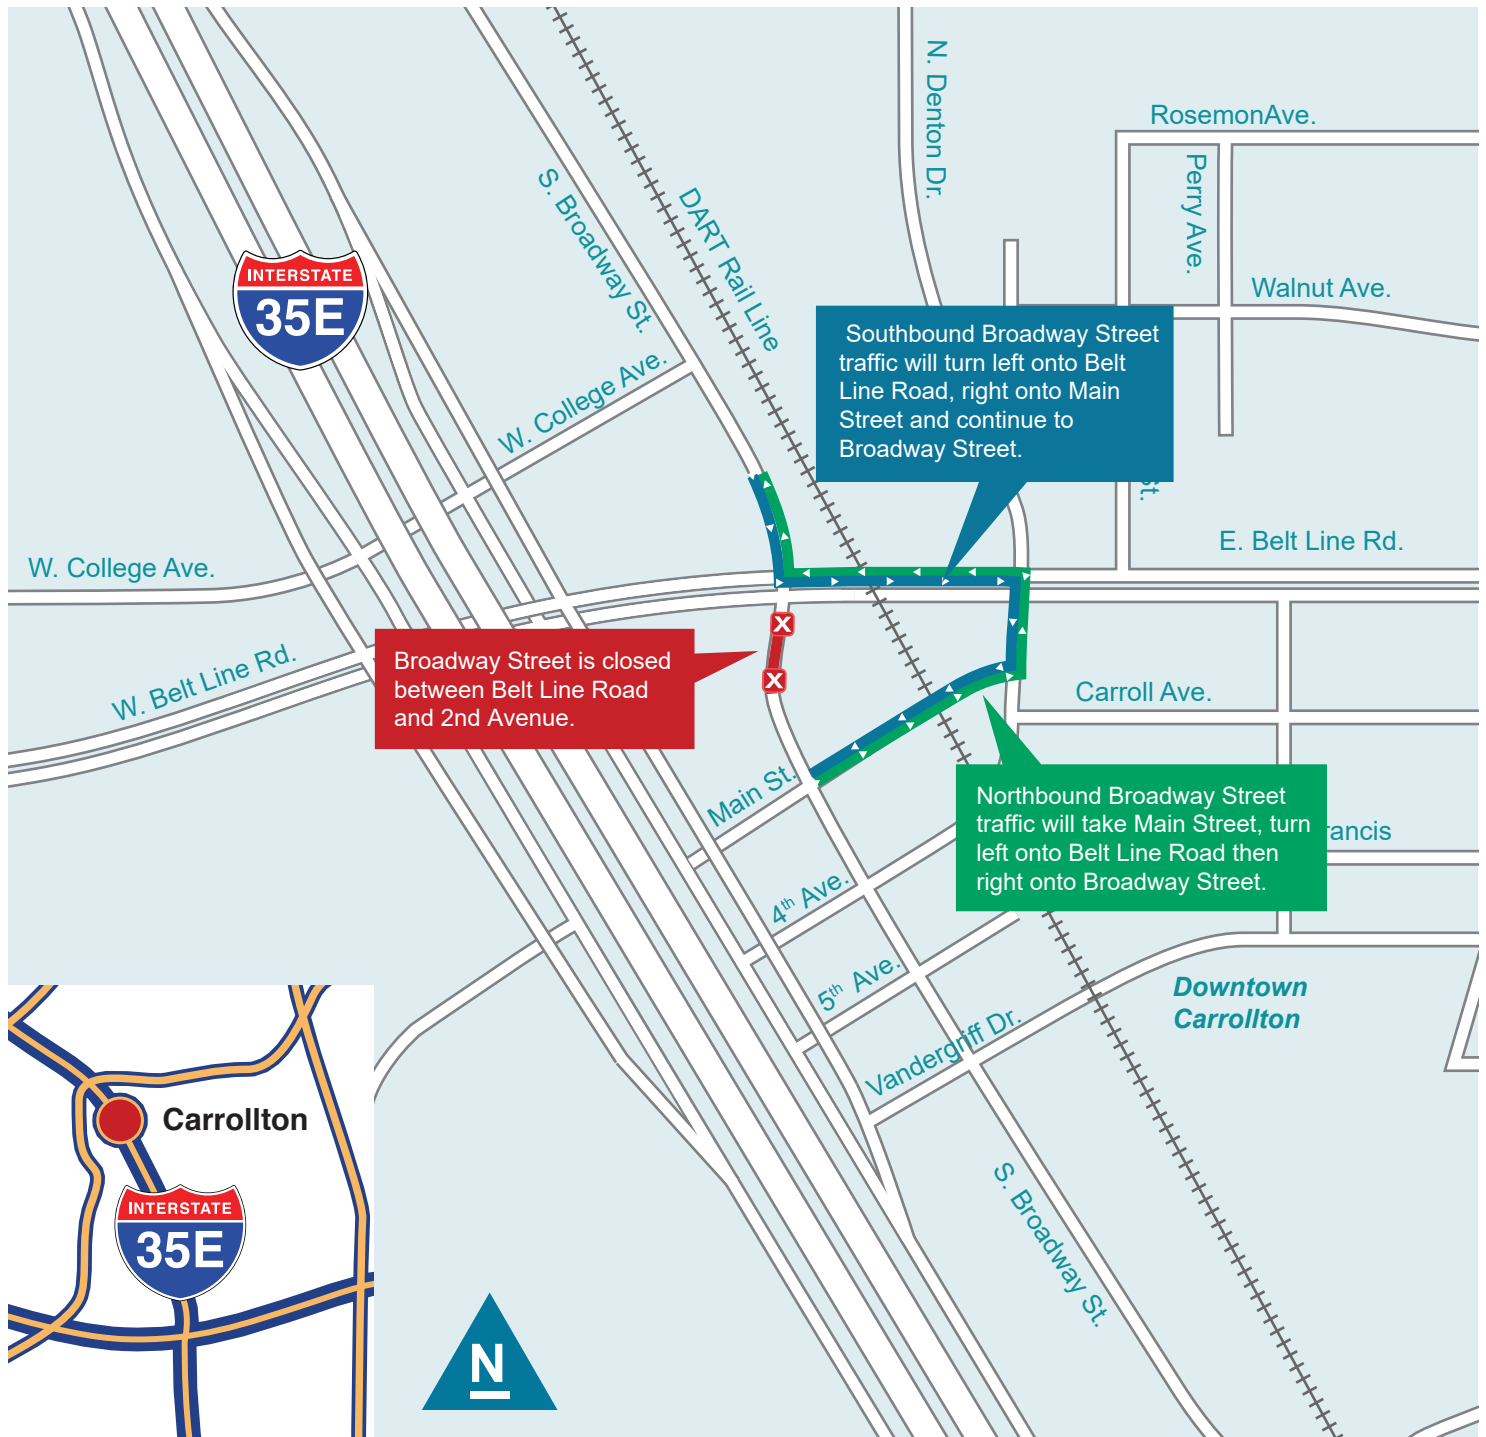 N. Denton Dr.
RosemonAve.
Perry Ave.
S. Broadway St.
DART Rail Line
INTERSTATE
35E
Walnut Ave.
Southbound Broadway Street
traffic will turn left onto Belt
Line Road, right onto Main
Street and continue to
Broadway Street.
W. College Ave.
St.
E. Belt Line Rd.
W. College Ave.
W. Belt Line Rd.
X
X
Broadway Street is closed
between Belt Line Road
and 2nd Avenue.
Carroll Ave.
Main St.
Northbound Broadway Street
traffic will take Main Street, turn
left onto Belt Line Road then
right onto Broadway Street.
rancis
4th Ave.
5th Ave.
Downtown
Carrollton
Vandergriff Dr.
Carrollton
INTERSTATE
35E
S. Broadway St.
N